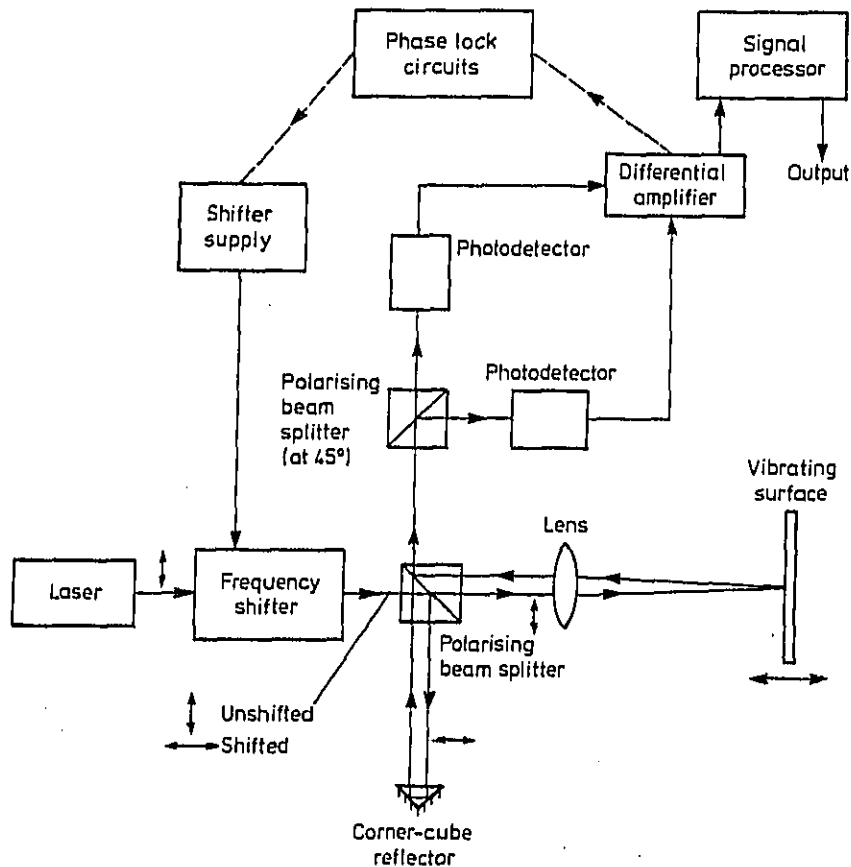 Phase lock
circuits
Signal
processor
Output
Differential
amplifier
Shifter
supply
Photodetector
Photodetector
Polarising
beam
splitter
(at 45°)
Vibrating
surface
Lens
Laser
Frequency
shifter
Polarising
beam splitter
Unshifted
Shifted
Corner-cube
reflector